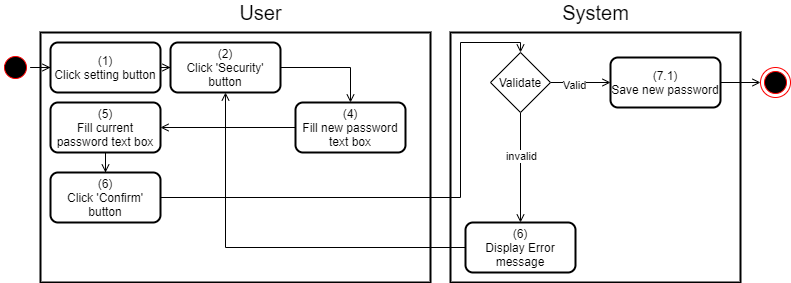 User
System
(1)
Click setting button
(2)
Click 'Security'
button
(4)
Fill new password
text box
(5)
Fill current
password text box
(6)
Click 'Confirm'
button
Validate
Valid
(7.1)
Save new password
invalid
(6)
Display Error
message